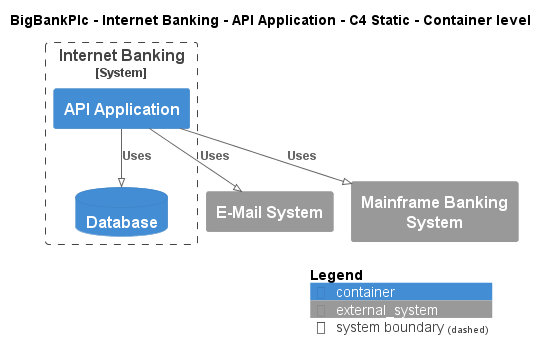 BigBankPlc - Internet Banking - API Application - C4 Static - Container level
Internet Banking
[System]
API Application
Uses
Uses
Uses
Database
E-Mail System
Mainframe Banking
System
Legend
container
external_system
system boundary (dashed)